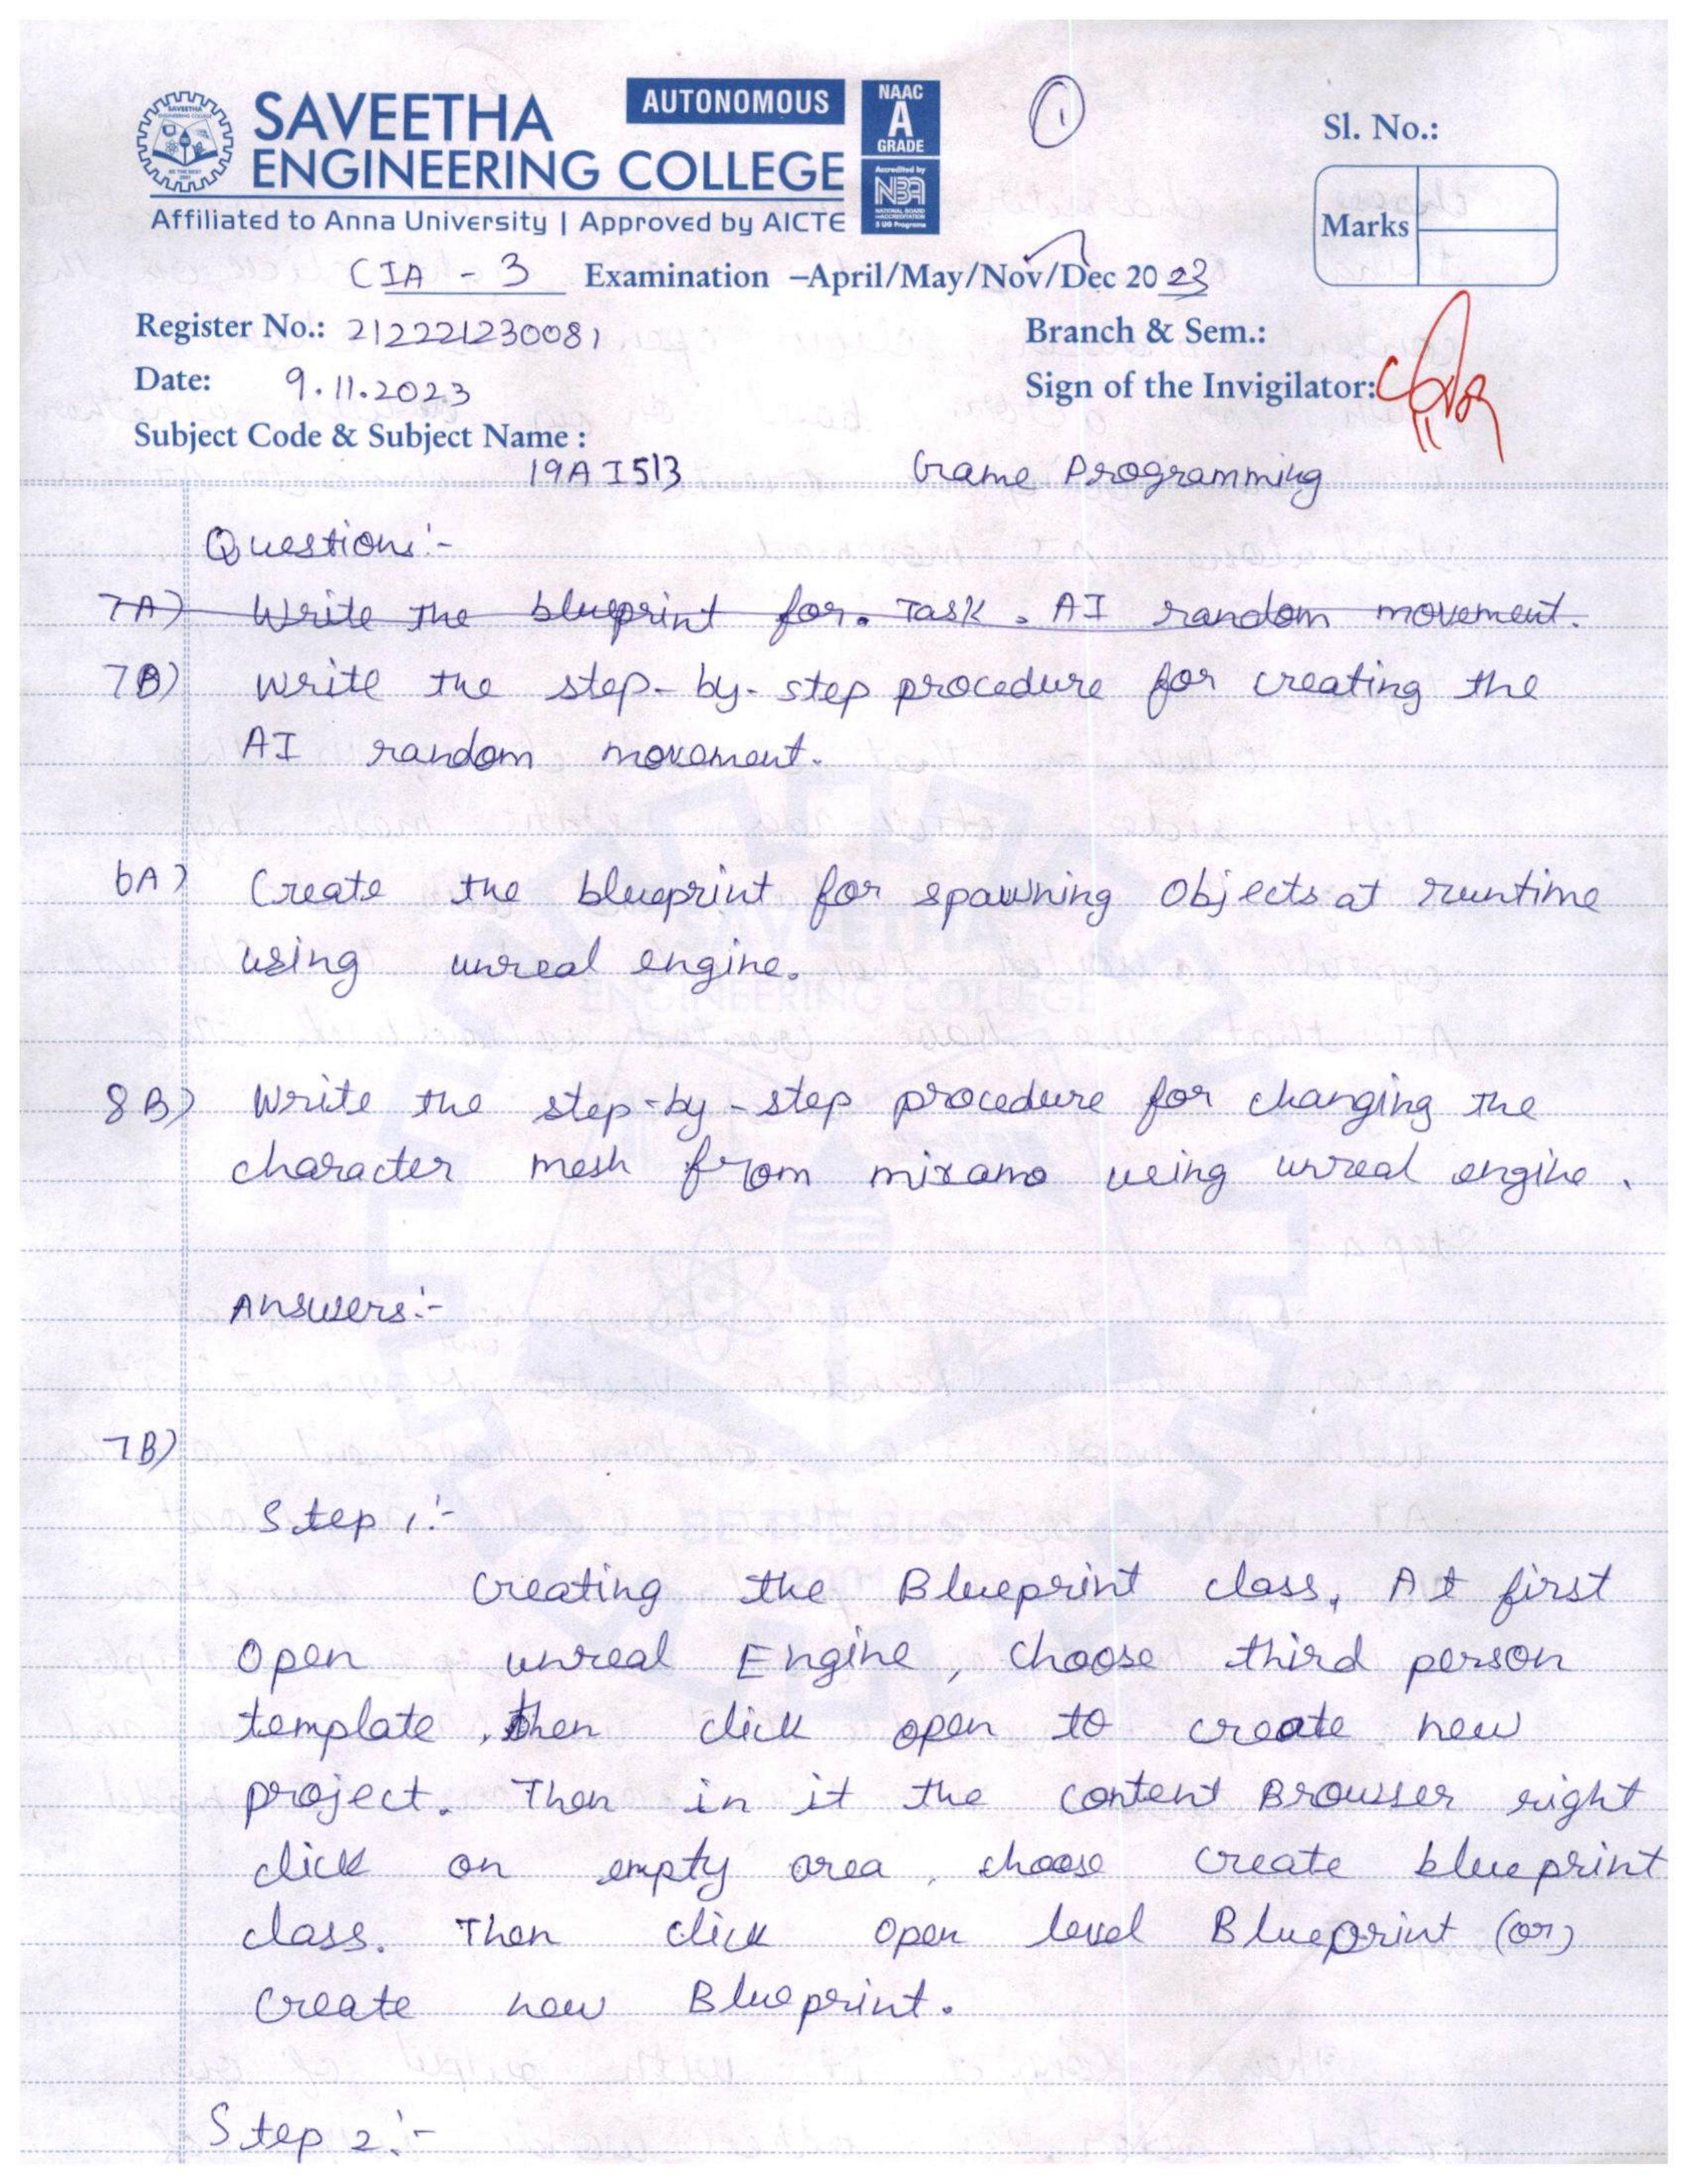 SAVEETHA
ENGINEERING COLLEGE
AUTONOMOUS
NAAC
A
GRADE
Accredited by
NBA
NATIONAL BOARD
of ACCREDITATION
5 UG Programs
Affiliated to Anna University | Approved by AICTE
1
Sl. No.:
Marks
CIA - 3 Examination –April/May/Nov/Dec 2023
Register No.: 212221230081
Branch & Sem.:
Date: 9.11.2023
Sign of the Invigilator:
Subject Code & Subject Name :
19AI513 Game Programming
Question:-
7A) Write the blueprint for. Task. AI random movement.
7B) Write the step-by-step procedure for creating the
AI random movement.
6A) Create the blueprint for spawning objects at runtime
using unreal engine.
8B) Write the step-by-step procedure for changing the
character mesh from mixamo using unreal engine.
Answers:-
7B)
Step 1:-
Creating the Blueprint class, At first
Open unreal Engine, choose third person
template, then click open to create new
project. Then in it the content Browser right
click on empty area, choose create blueprint
class. Then click open level Blueprint (or)
Create new Blueprint.
Step 2:-